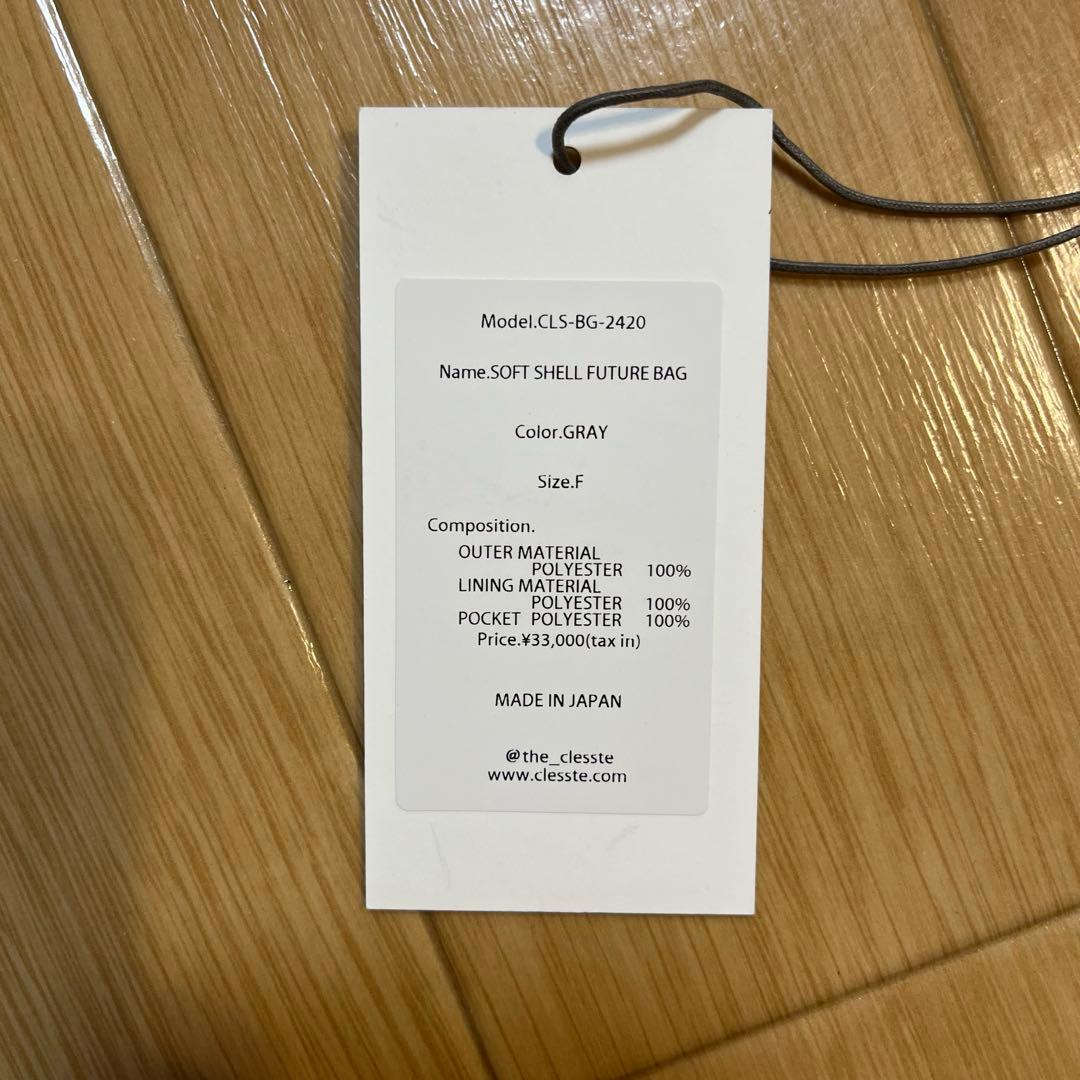 Model.CLS-BG-2420
Name.SOFT SHELL FUTURE BAG
Color.GRAY
Size.F
Composition.
OUTER MATERIAL
POLYESTER 100%
LINING MATERIAL
POLYESTER 100%
POCKET POLYESTER 100%
Price.¥33,000(tax in)
MADE IN JAPAN
@the_clesste
www.clesste.com